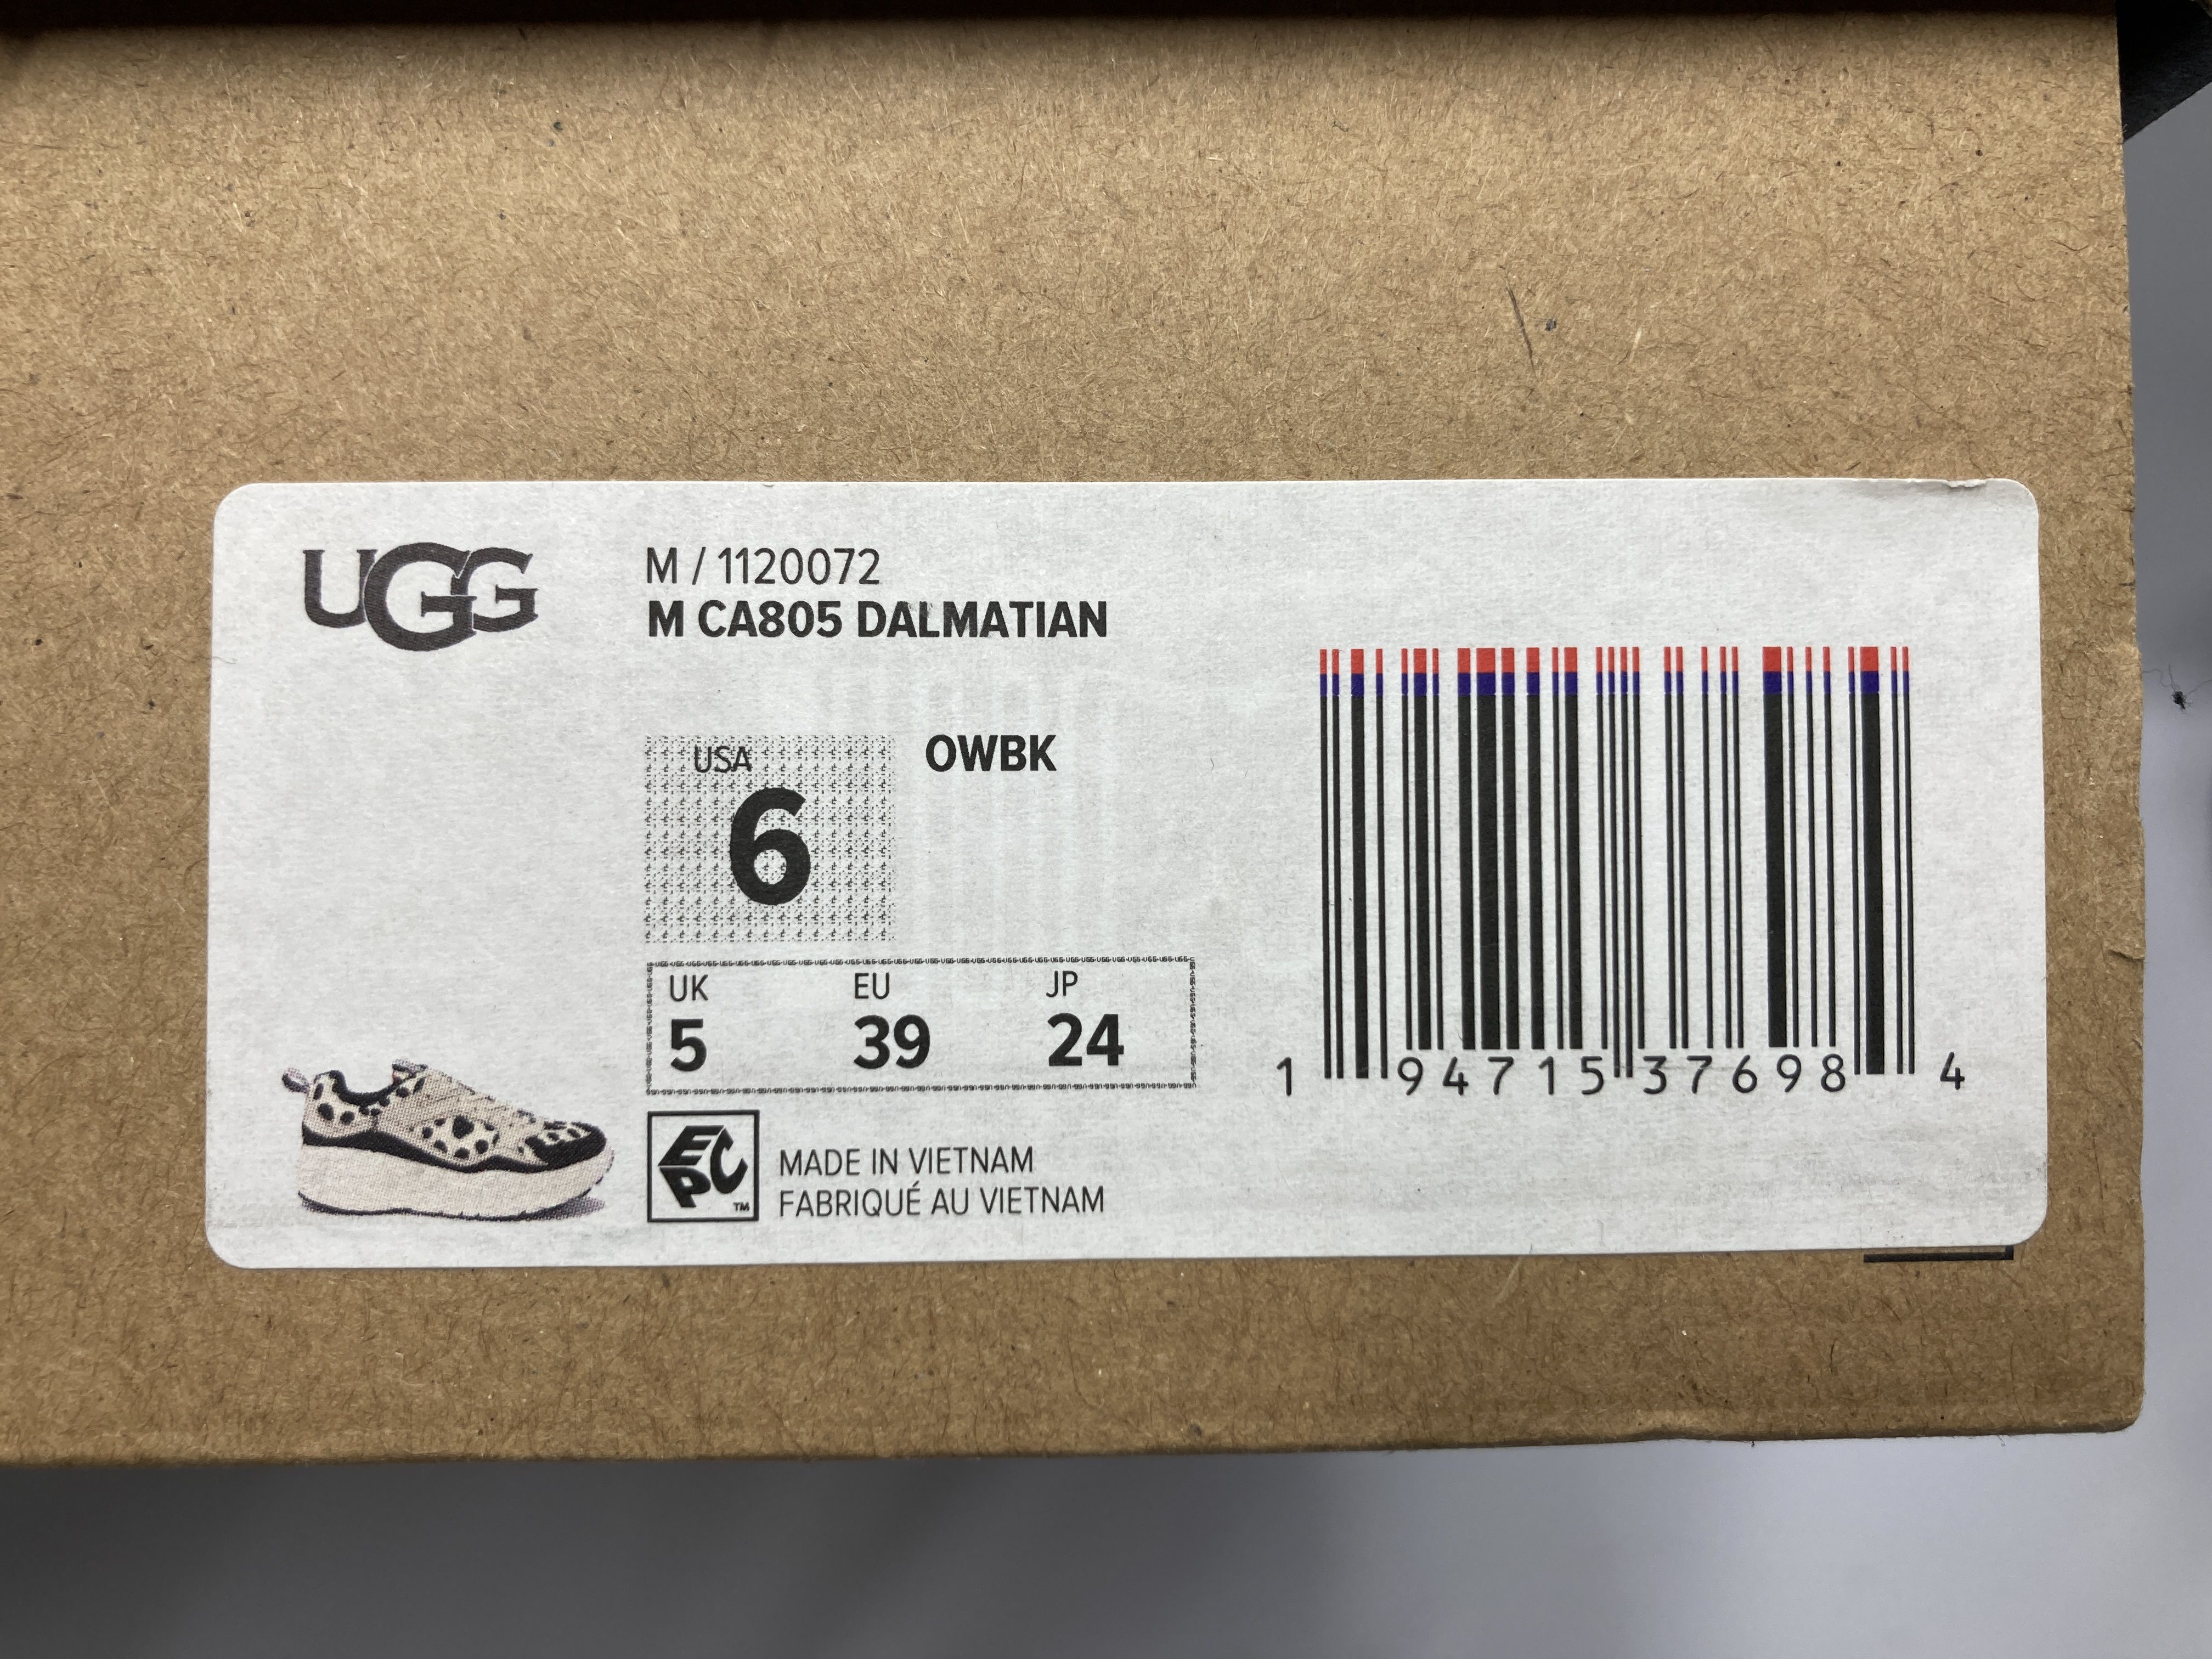 UGG
M / 1120072
M CA805 DALMATIAN
USA
6
OWBK
UK EU JP
5 39 24
1 94715 37698 4
EPC™
MADE IN VIETNAM
FABRIQUÉ AU VIETNAM